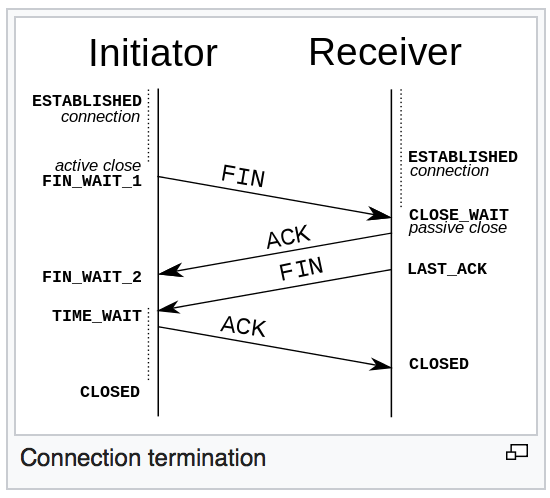 Initiator
Receiver
ESTABLISHED
connection
active close
FIN_WAIT_1
FIN
ESTABLISHED
connection
CLOSE_WAIT
passive close
ACK
FIN
FIN_WAIT_2
LAST_ACK
TIME_WAIT
ACK
CLOSED
CLOSED
Connection termination